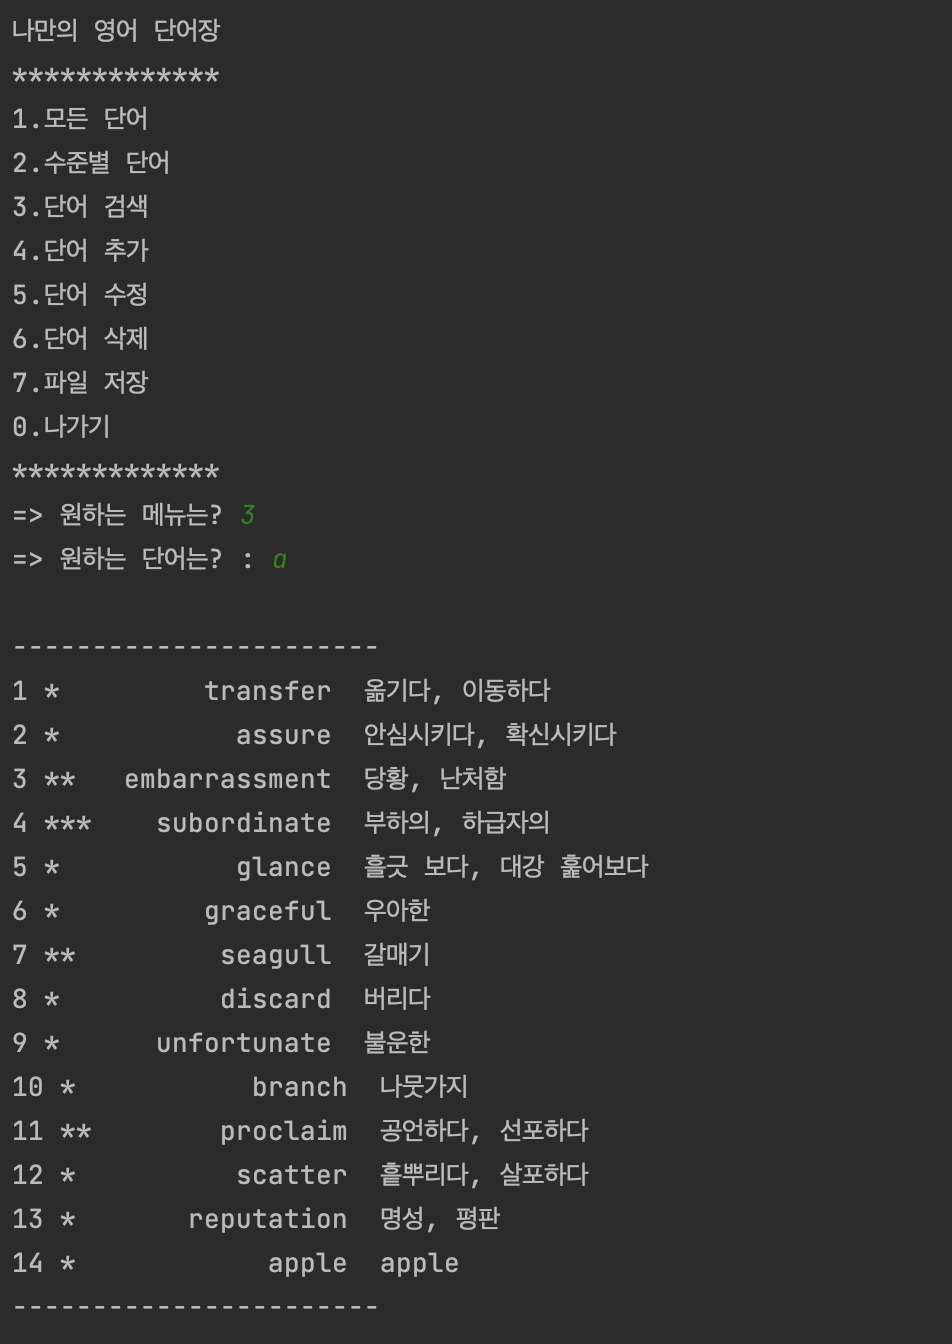 나만의 영어 단어장
*************
1.모든 단어
2.수준별 단어
3.단어 검색
4.단어 추가
5.단어 수정
6.단어 삭제
7.파일 저장
0.나가기
*************
=> 원하는 메뉴는? 3
=> 원하는 단어는? : a
-----------------------
1 *         transfer  옮기다, 이동하다
2 *           assure  안심시키다, 확신시키다
3 **   embarrassment  당황, 난처함
4 ***    subordinate  부하의, 하급자의
5 *           glance  흘긋 보다, 대강 훑어보다
6 *         graceful  우아한
7 **         seagull  갈매기
8 *          discard  버리다
9 *      unfortunate  불운한
10 *           branch  나뭇가지
11 **        proclaim  공언하다, 선포하다
12 *          scatter  흩뿌리다, 살포하다
13 *       reputation  명성, 평판
14 *            apple  apple
-----------------------